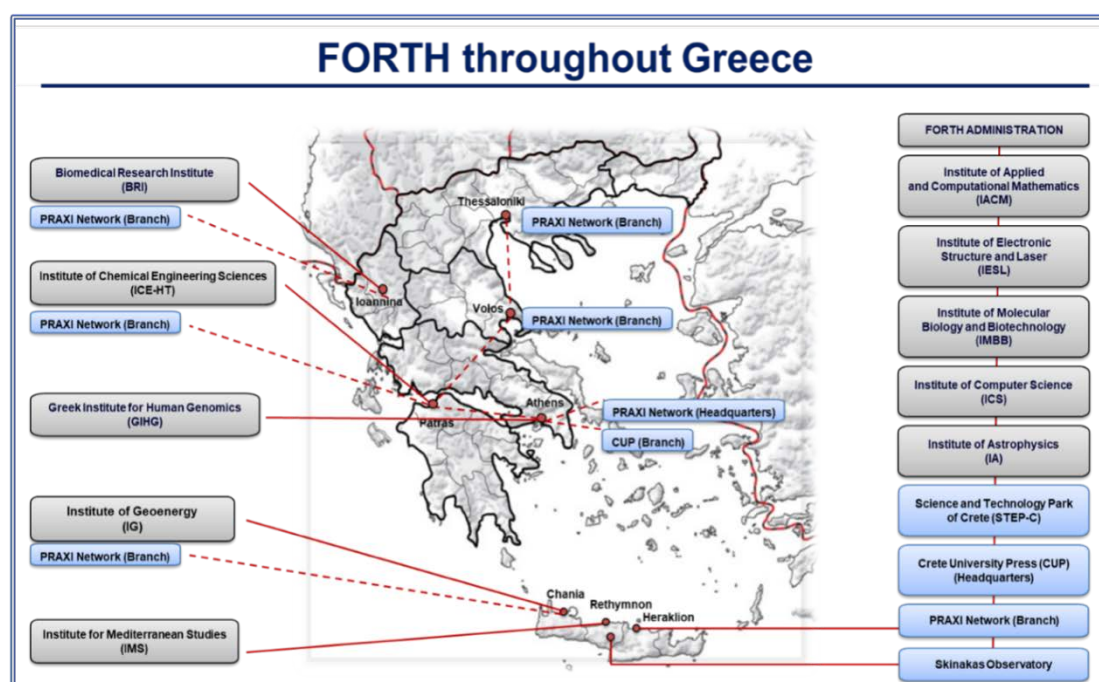 FORTH throughout Greece
Biomedical Research Institute
(BRI)
PRAXI Network (Branch)
Institute of Chemical Engineering Sciences
(ICE-HT)
PRAXI Network (Branch)
Greek Institute for Human Genomics
(GIHG)
Institute of Geoenergy
(IG)
PRAXI Network (Branch)
Institute for Mediterranean Studies
(IMS)
Thessaloniki
PRAXI Network (Branch)
Ioannina
Volos
PRAXI Network (Branch)
Athens
Patras
PRAXI Network (Headquarters)
CUP (Branch)
Chania
Rethymnon
Heraklion
FORTH ADMINISTRATION
Institute of Applied
and Computational Mathematics
(IACM)
Institute of Electronic
Structure and Laser
(IESL)
Institute of Molecular
Biology and Biotechnology
(IMBB)
Institute of Computer Science
(ICS)
Institute of Astrophysics
(IA)
Science and Technology Park
of Crete (STEP-C)
Crete University Press (CUP)
(Headquarters)
PRAXI Network (Branch)
Skinakas Observatory